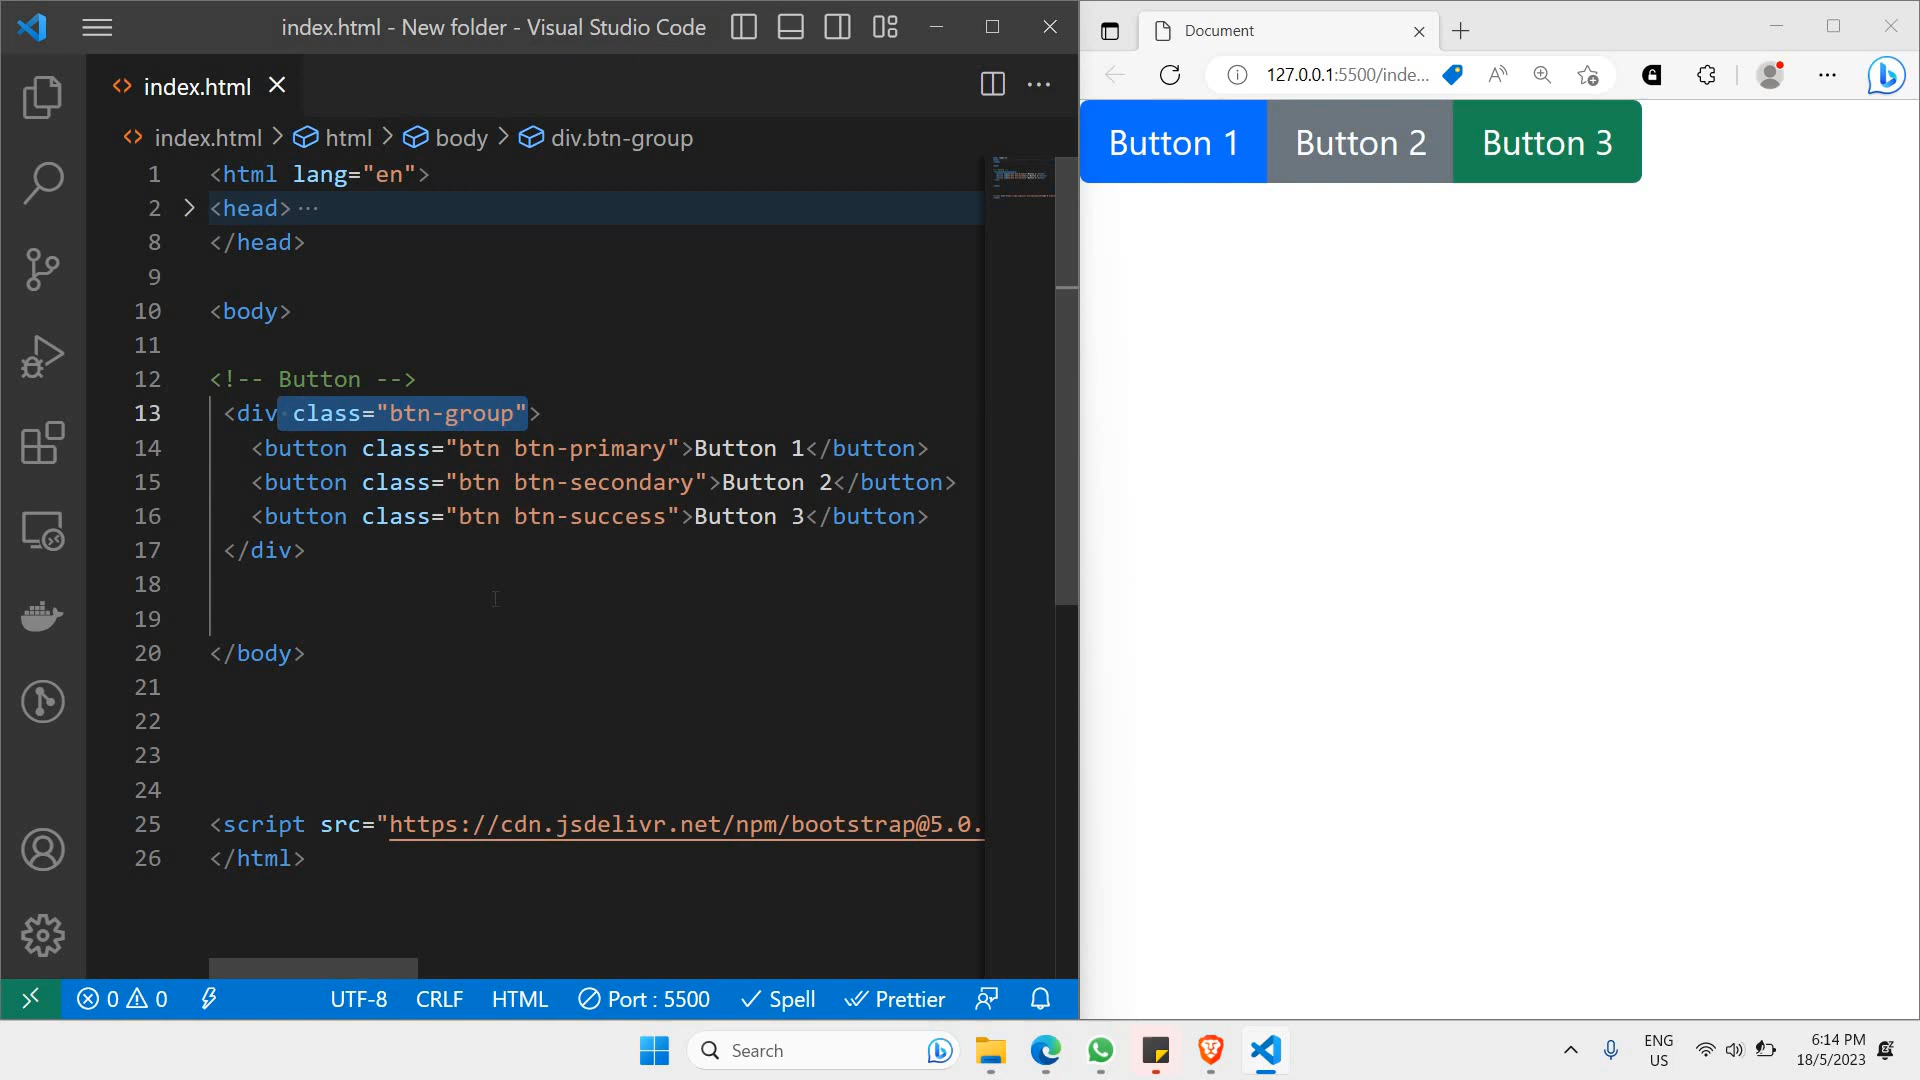 index.html - New folder - Visual Studio Code
index.html
index.html > html > body > div.btn-group
1 <html lang="en">
2 <head>···
8 </head>
9
10 <body>
11
12 <!-- Button -->
13 <div class="btn-group">
14 <button class="btn btn-primary">Button 1</button>
15 <button class="btn btn-secondary">Button 2</button>
16 <button class="btn btn-success">Button 3</button>
17 </div>
18
19
20 </body>
21
22
23
24
25 <script src="https://cdn.jsdelivr.net/npm/bootstrap@5.0.
26 </html>
0 0 UTF-8 CRLF HTML Port : 5500 Spell Prettier
Document
127.0.0.1:5500/inde...
Button 1 Button 2 Button 3
Search
ENG
US
6:14 PM
18/5/2023